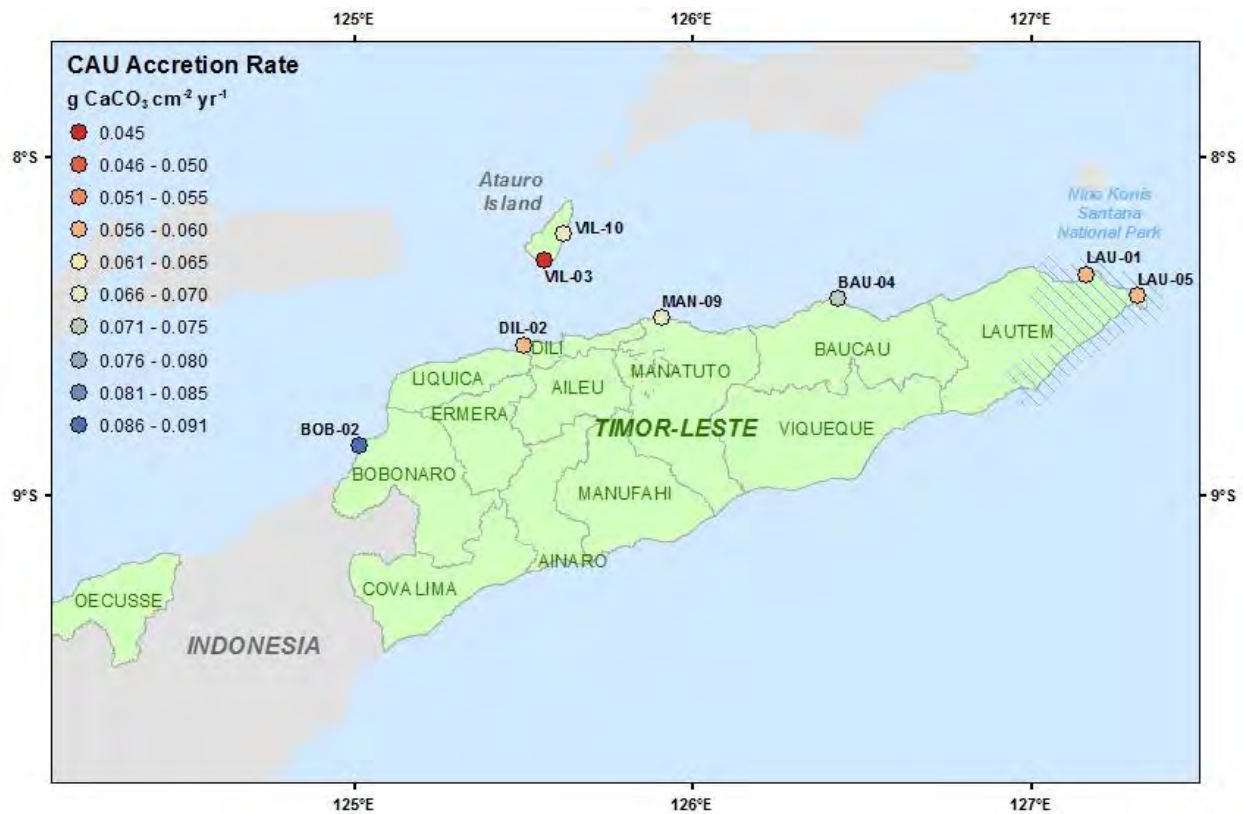 125°E
126°E
127°E
CAU Accretion Rate
g CaCO₃ cm⁻² yr⁻¹
0.045
0.046 - 0.050
0.051 - 0.055
0.056 - 0.060
0.061 - 0.065
0.066 - 0.070
0.071 - 0.075
0.076 - 0.080
0.081 - 0.085
0.086 - 0.091
8°S
8°S
Atauro
Island
VIL-10
VIL-03
Nino Konis
Santana
National Park
LAU-01
LAU-05
BAU-04
MAN-09
DIL-02
DILI
LAUTEM
BAUCAU
LIQUICA
AILEU
MANATUTO
ERMERA
TIMOR-LESTE
VIQUEQUE
BOB-02
BOBONARO
MANUFAHI
9°S
9°S
AINARO
COVA LIMA
OECUSSE
INDONESIA
125°E
126°E
127°E